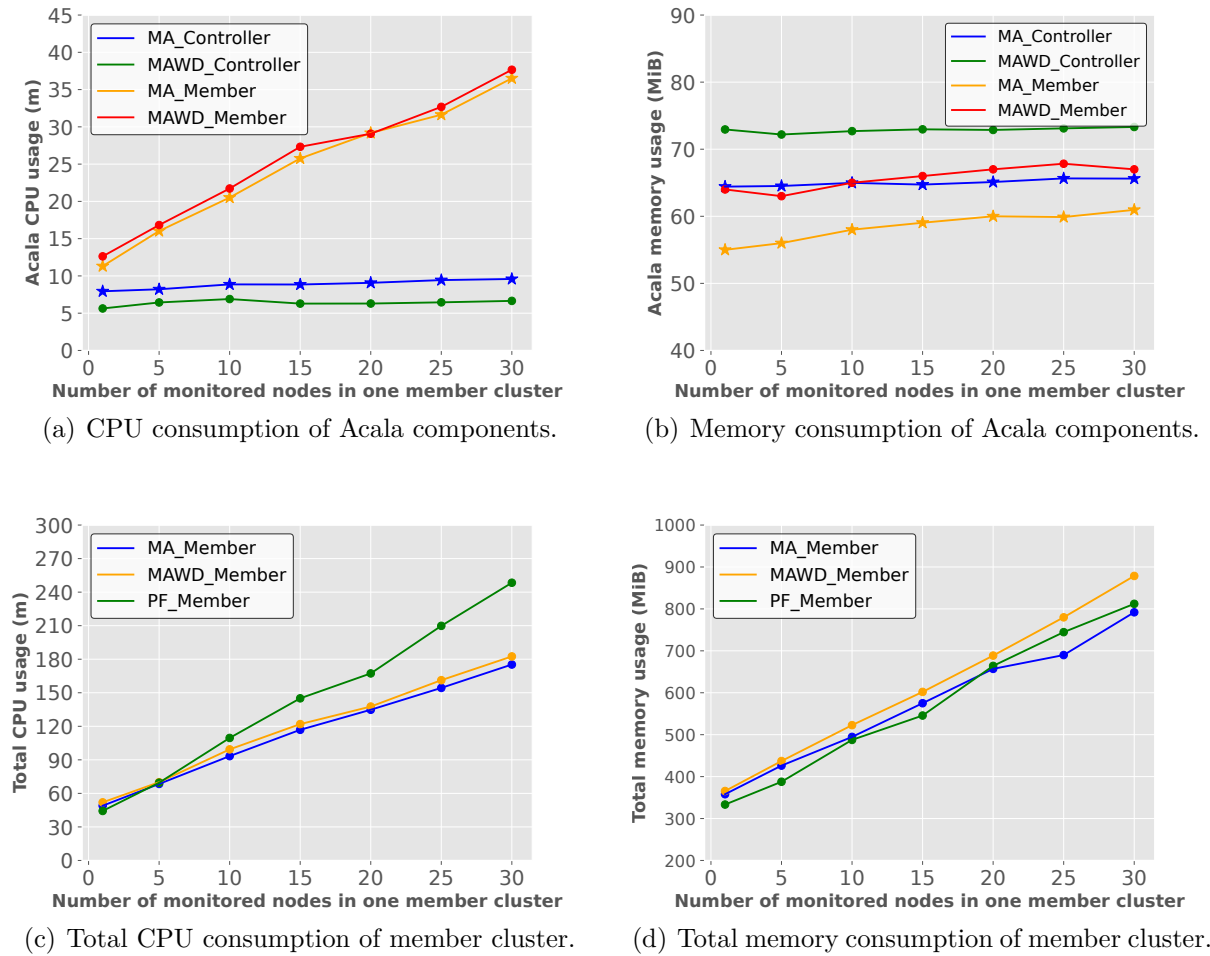 45
40
35
30
25
20
15
10
5
0
Acala CPU usage (m)
MA_Controller
MAWD_Controller
MA_Member
MAWD_Member
0 5 10 15 20 25 30
Number of monitored nodes in one member cluster
(a) CPU consumption of Acala components.
90
80
70
60
50
40
Acala memory usage (MiB)
MA_Controller
MAWD_Controller
MA_Member
MAWD_Member
0 5 10 15 20 25 30
Number of monitored nodes in one member cluster
(b) Memory consumption of Acala components.
300
270
240
210
180
150
120
90
60
30
0
Total CPU usage (m)
MA_Member
MAWD_Member
PF_Member
0 5 10 15 20 25 30
Number of monitored nodes in one member cluster
(c) Total CPU consumption of member cluster.
1000
900
800
700
600
500
400
300
200
Total memory usage (MiB)
MA_Member
MAWD_Member
PF_Member
0 5 10 15 20 25 30
Number of monitored nodes in one member cluster
(d) Total memory consumption of member cluster.